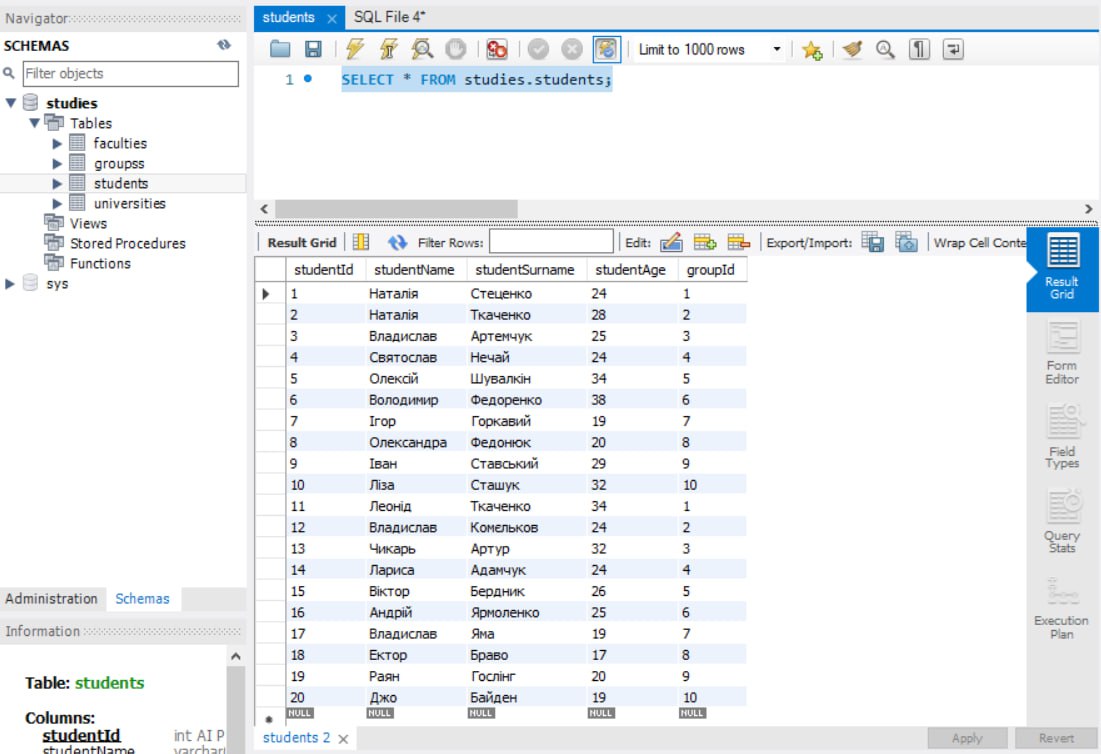 Navigator
SCHEMAS
Filter objects
studies
Tables
faculties
groupss
students
universities
Views
Stored Procedures
Functions
sys
Administration Schemas
Information
Table: students
Columns:
studentId int AI P
studentName varchar
students SQL File 4*
Limit to 1000 rows
1 SELECT * FROM studies.students;
Result Grid Filter Rows: Edit: Export/Import: Wrap Cell Conte
studentId studentName studentSurname studentAge groupId
1 Наталія Стеценко 24 1
2 Наталія Ткаченко 28 2
3 Владислав Артемчук 25 3
4 Святослав Нечай 24 4
5 Олексій Шувалкін 34 5
6 Володимир Федоренко 38 6
7 Ігор Горкавий 19 7
8 Олександра Федонюк 20 8
9 Іван Ставський 29 9
10 Ліза Сташук 32 10
11 Леонід Ткаченко 34 1
12 Владислав Комєльков 24 2
13 Чикарь Артур 32 3
14 Лариса Адамчук 24 4
15 Віктор Бердник 26 5
16 Андрій Ярмоленко 25 6
17 Владислав Яма 19 7
18 Ектор Браво 17 8
19 Раян Гослінг 20 9
20 Джо Байден 19 10
NULL NULL NULL NULL NULL
students 2 Apply Revert
Result
Grid
Form
Editor
Field
Types
Query
Stats
Execution
Plan